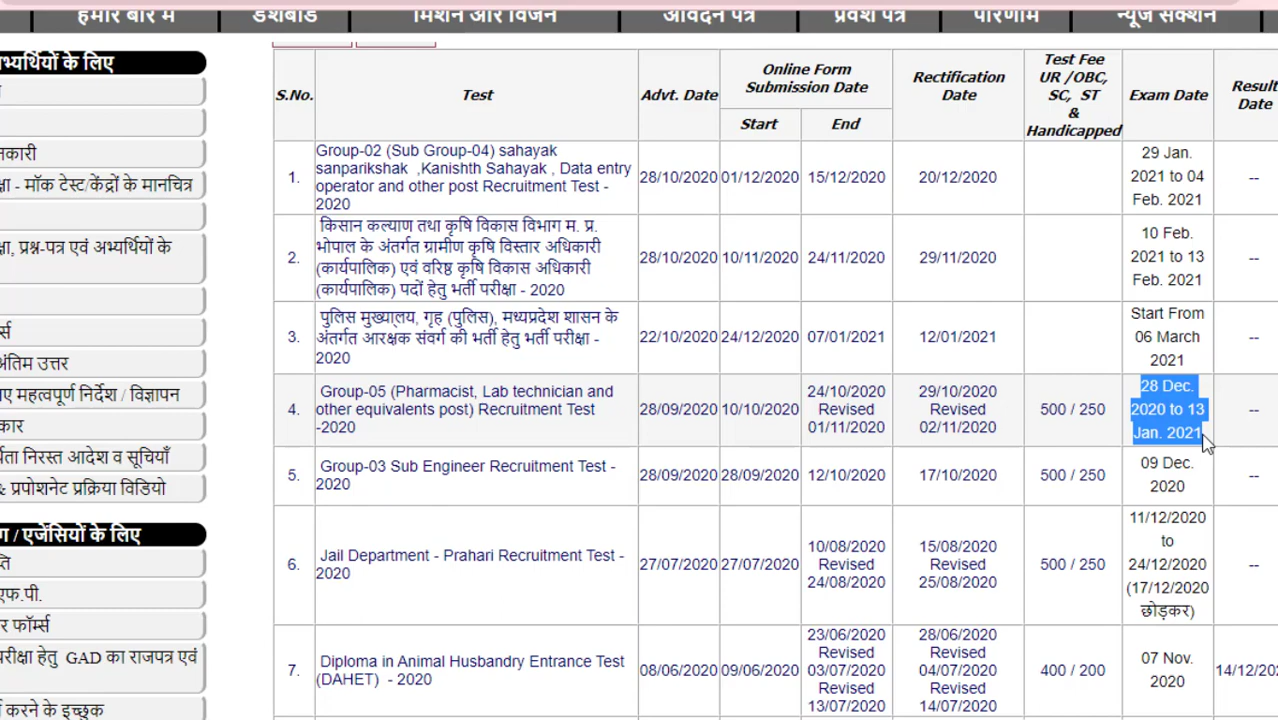 हमारे बारे में
डैशबोर्ड
मिशन और विजन
आवेदन पत्र
प्रवेश पत्र
परिणाम
न्यूज सेक्शन
भ्यर्थियों के लिए
नकारी
क्षा - मॉक टेस्ट/केंद्रों के मानचित्र
क्षा, प्रश्न-पत्र एवं अभ्यर्थियों के
र्स
अंतिम उत्तर
ए महत्वपूर्ण निर्देश / विज्ञापन
कार
र्थिता निरस्त आदेश व सूचियाँ
& प्रपोशनेट प्रक्रिया विडियो
ग / एजेंसियों के लिए
ति
एफ.पी.
र फॉर्म्स
परीक्षा हेतु GAD का राजपत्र एवं
र्ग करने के इच्छुक
S.No.
Test
Advt. Date
Online Form
Submission Date
Start
End
Rectification
Date
Test Fee
UR /OBC,
SC, ST
&
Handicapped
Exam Date
Result
Date
1.
Group-02 (Sub Group-04) sahayak
sanparikshak ,Kanishth Sahayak , Data entry
operator and other post Recruitment Test -
2020
28/10/2020
01/12/2020
15/12/2020
20/12/2020
29 Jan.
2021 to 04
Feb. 2021
--
2.
किसान कल्याण तथा कृषि विकास विभाग म. प्र.
भोपाल के अंतर्गत ग्रामीण कृषि विस्तार अधिकारी
(कार्यपालिक) एवं वरिष्ठ कृषि विकास अधिकारी
(कार्यपालिक) पदों हेतु भर्ती परीक्षा - 2020
28/10/2020
10/11/2020
24/11/2020
29/11/2020
10 Feb.
2021 to 13
Feb. 2021
--
3.
पुलिस मुख्यालय, गृह (पुलिस), मध्यप्रदेश शासन के
अंतर्गत आरक्षक संवर्ग की भर्ती हेतु भर्ती परीक्षा -
2020
22/10/2020
24/12/2020
07/01/2021
12/01/2021
Start From
06 March
2021
--
4.
Group-05 (Pharmacist, Lab technician and
other equivalents post) Recruitment Test
-2020
28/09/2020
10/10/2020
24/10/2020
Revised
01/11/2020
29/10/2020
Revised
02/11/2020
500 / 250
28 Dec.
2020 to 13
Jan. 2021
--
5.
Group-03 Sub Engineer Recruitment Test -
2020
28/09/2020
28/09/2020
12/10/2020
17/10/2020
500 / 250
09 Dec.
2020
--
6.
Jail Department - Prahari Recruitment Test -
2020
27/07/2020
27/07/2020
10/08/2020
Revised
24/08/2020
15/08/2020
Revised
25/08/2020
500 / 250
11/12/2020
to
24/12/2020
(17/12/2020
छोड़कर)
--
7.
Diploma in Animal Husbandry Entrance Test
(DAHET) - 2020
08/06/2020
09/06/2020
23/06/2020
Revised
03/07/2020
Revised
13/07/2020
28/06/2020
Revised
04/07/2020
Revised
14/07/2020
400 / 200
07 Nov.
2020
14/12/202